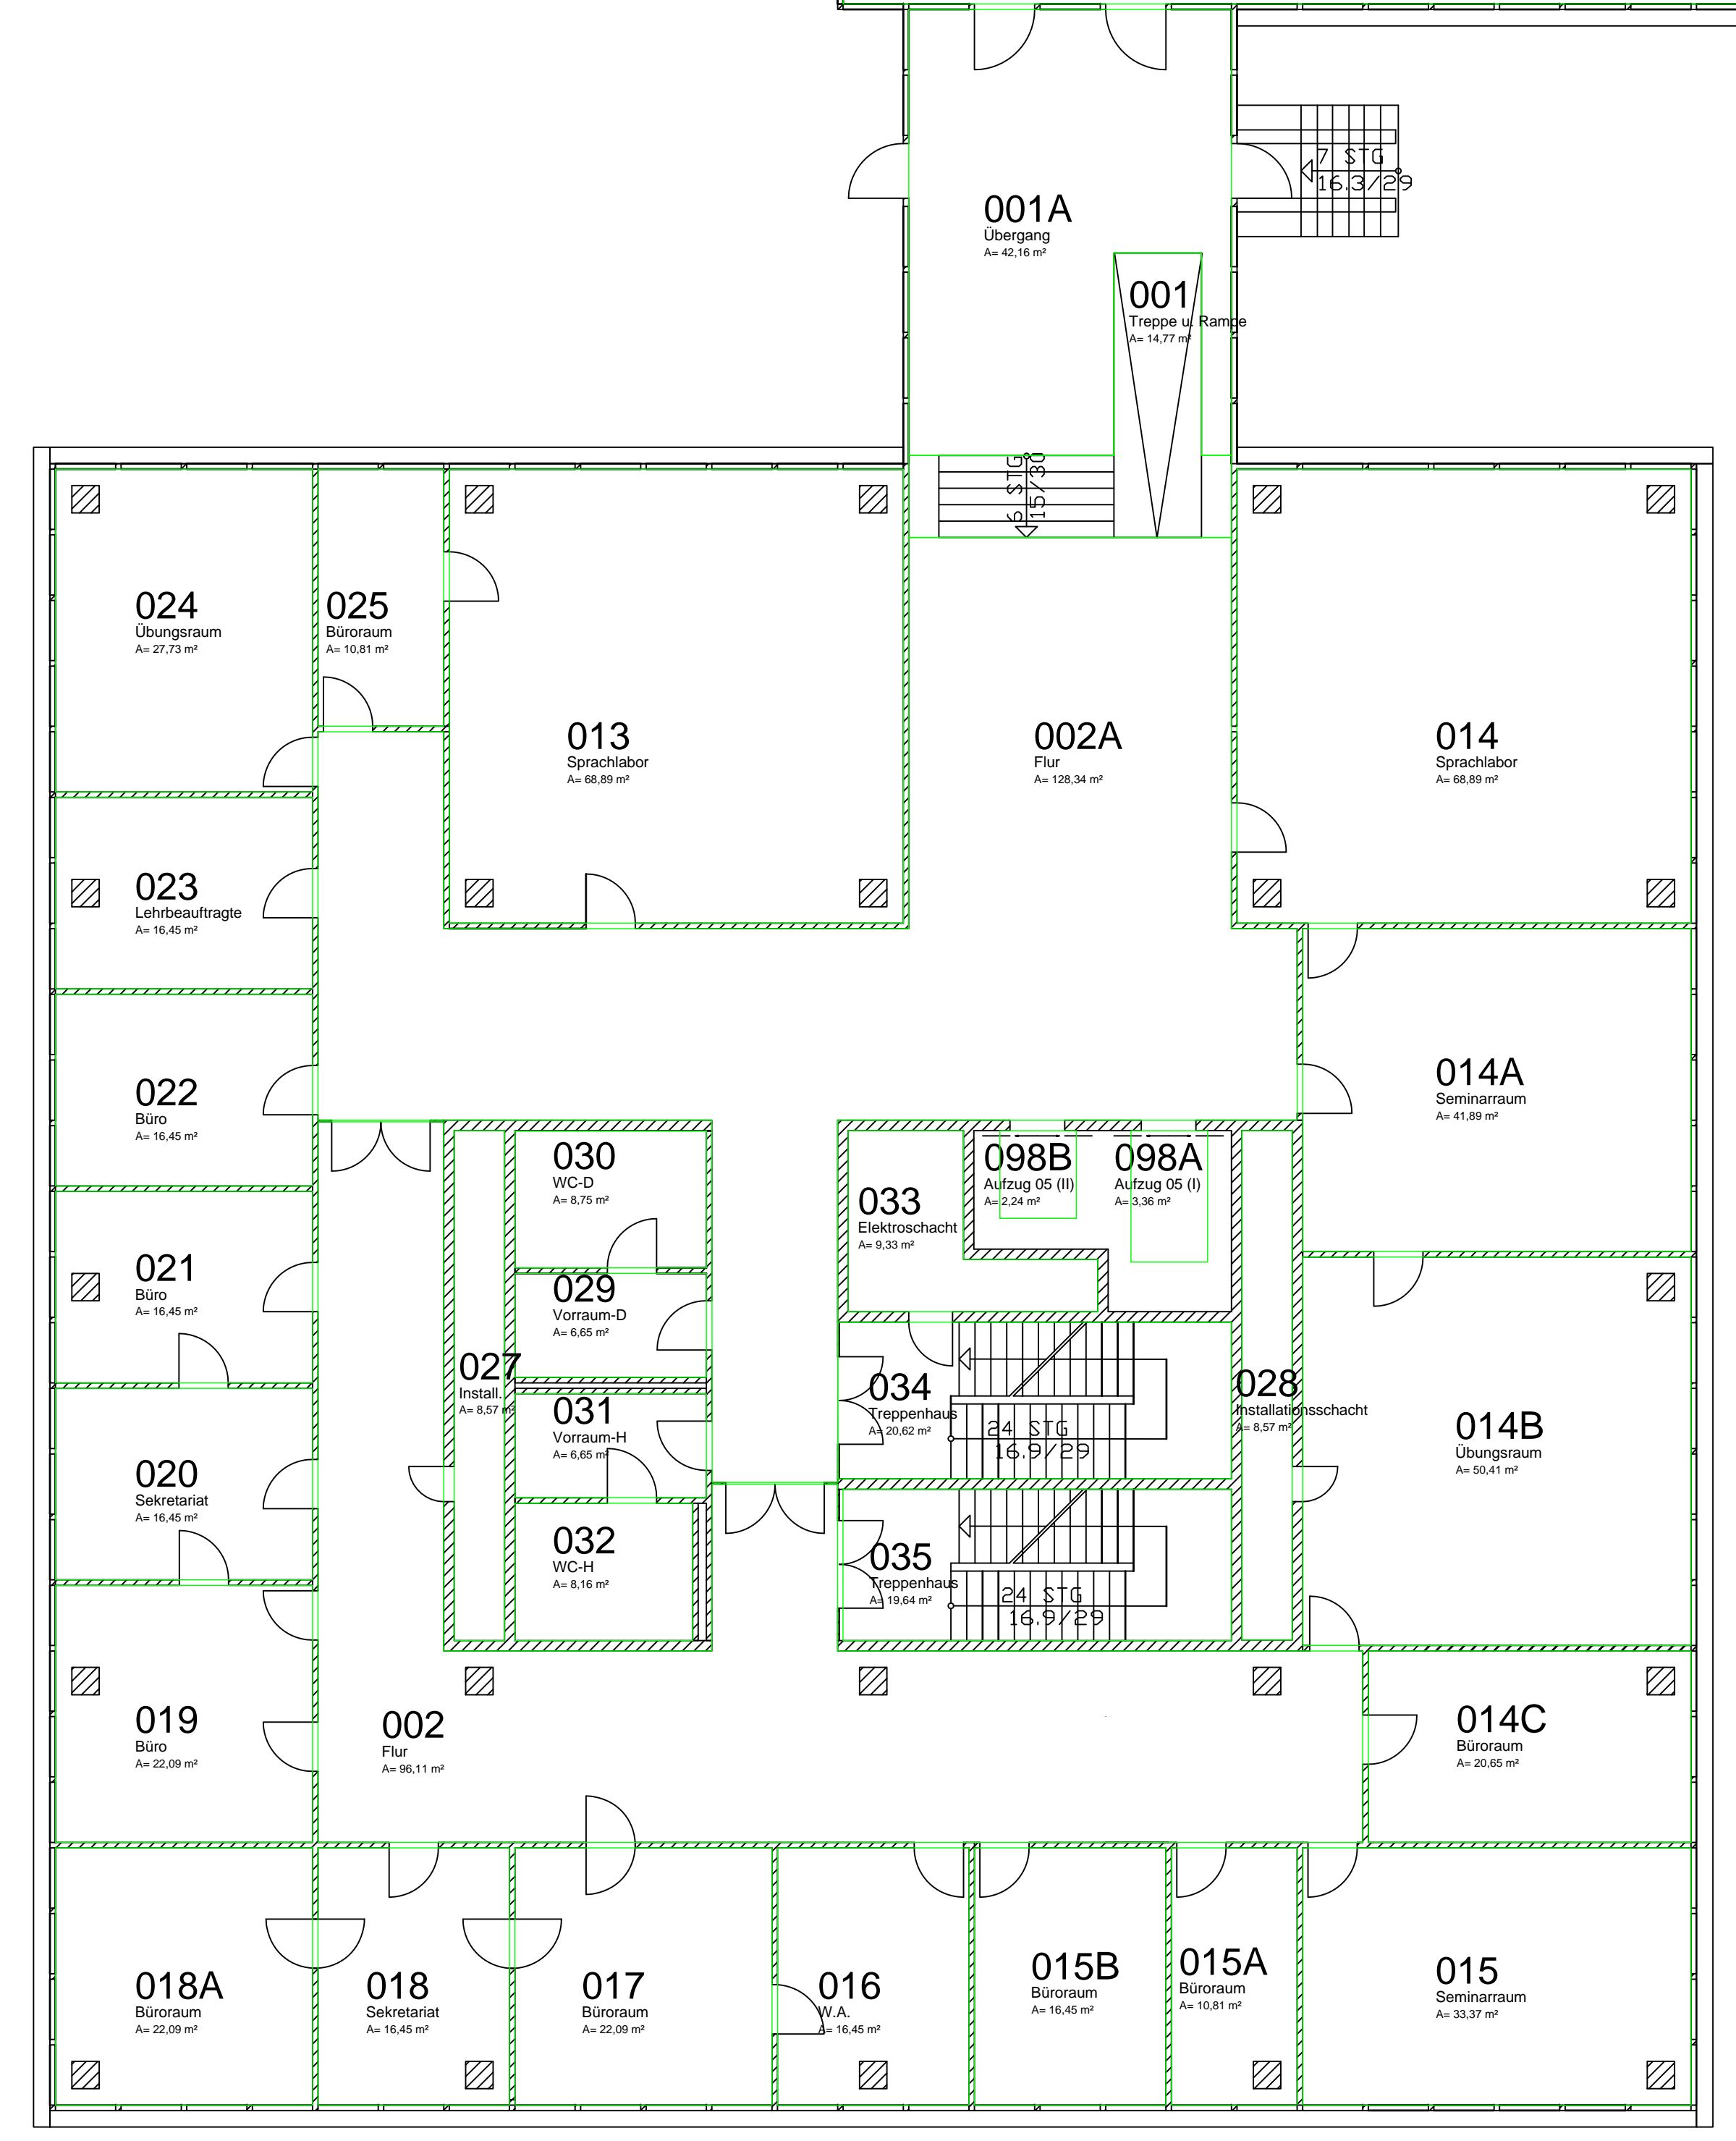 7 STG
16.3/29
001A
Übergang
A= 42,16 m²
001
Treppe u. Rampe
A= 14,77 m²
6 STG
15/30
024
Übungsraum
A= 27,73 m²
025
Büroraum
A= 10,81 m²
013
Sprachlabor
A= 68,89 m²
002A
Flur
A= 128,34 m²
014
Sprachlabor
A= 68,89 m²
023
Lehrbeauftragte
A= 16,45 m²
022
Büro
A= 16,45 m²
014A
Seminarraum
A= 41,89 m²
030
WC-D
A= 8,75 m²
098B
Aufzug 05 (II)
A= 2,24 m²
098A
Aufzug 05 (I)
A= 3,36 m²
033
Elektroschacht
A= 9,33 m²
021
Büro
A= 16,45 m²
029
Vorraum-D
A= 6,65 m²
027
Install.
A= 8,57 m²
031
Vorraum-H
A= 6,65 m²
034
Treppenhaus
A= 20,62 m²
24 STG
16.9/29
028
Installationsschacht
A= 8,57 m²
014B
Übungsraum
A= 50,41 m²
020
Sekretariat
A= 16,45 m²
032
WC-H
A= 8,16 m²
035
Treppenhaus
A= 19,64 m²
24 STG
16.9/29
019
Büro
A= 22,09 m²
002
Flur
A= 96,11 m²
014C
Büroraum
A= 20,65 m²
018A
Büroraum
A= 22,09 m²
018
Sekretariat
A= 16,45 m²
017
Büroraum
A= 22,09 m²
016
W.A.
A= 16,45 m²
015B
Büroraum
A= 16,45 m²
015A
Büroraum
A= 10,81 m²
015
Seminarraum
A= 33,37 m²